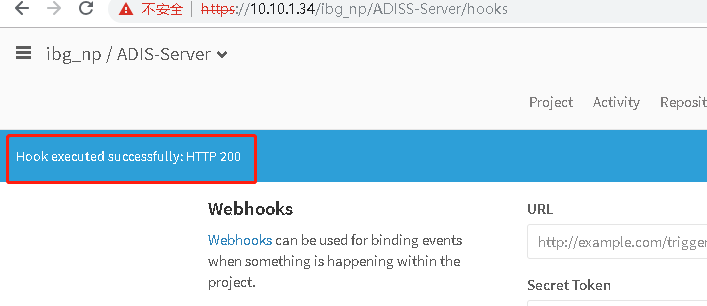 不安全 https://10.10.1.34/ibg_np/ADISS-Server/hooks
ibg_np / ADIS-Server
Project Activity Reposit
Hook executed successfully: HTTP 200
Webhooks
URL
Webhooks can be used for binding events
http://example.com/trigger
when something is happening within the
project.
Secret Token